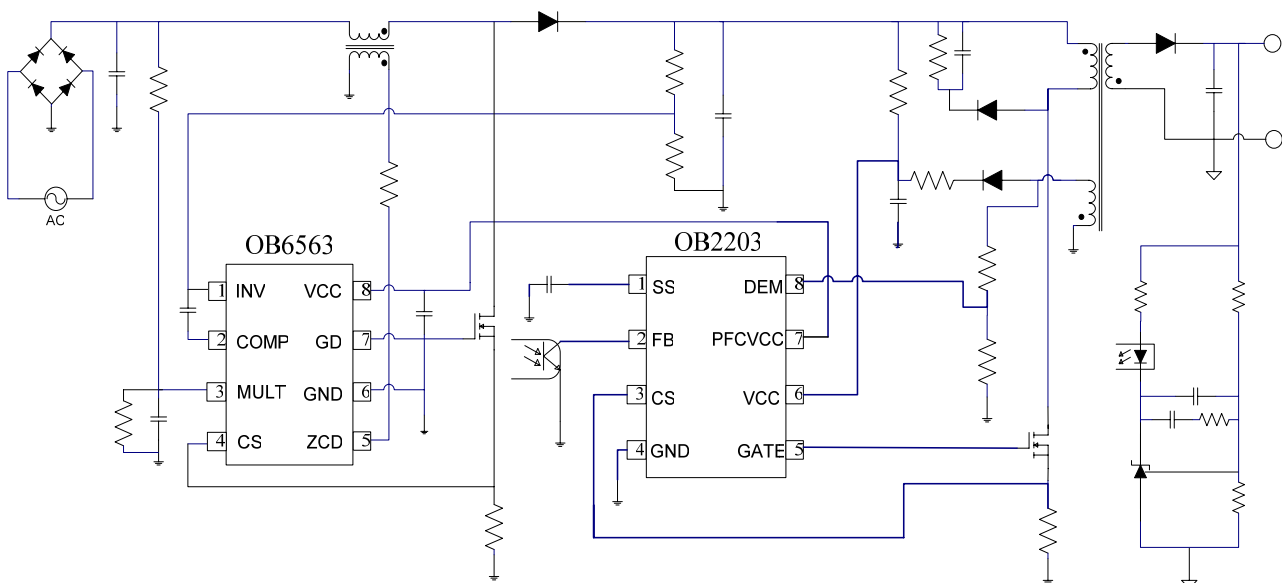 AC
OB6563
1 INV VCC 8
2 COMP GD 7
3 MULT GND 6
4 CS ZCD 5
OB2203
1 SS DEM 8
2 FB PFCVCC 7
3 CS VCC 6
4 GND GATE 5